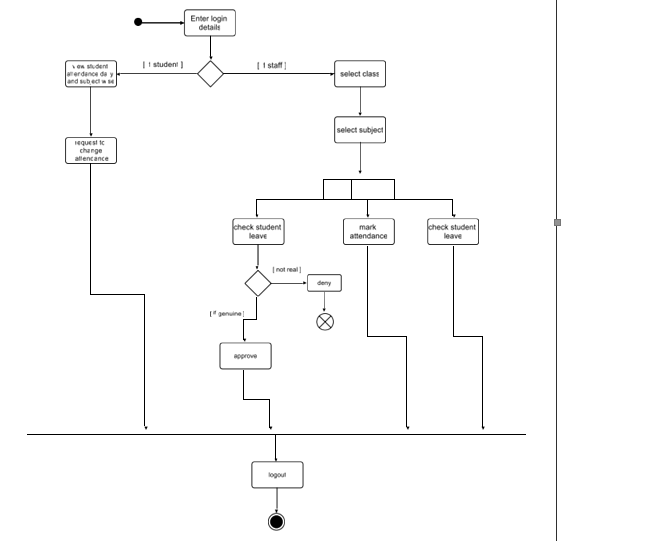 Enter login
details
[ If student ]
[ If staff ]
view student
attendance day
and subject wise
select class
request to
change
attendance
select subject
check student
leave
mark
attendance
check student
leave
[ not real ]
deny
[ if genuine ]
approve
logout